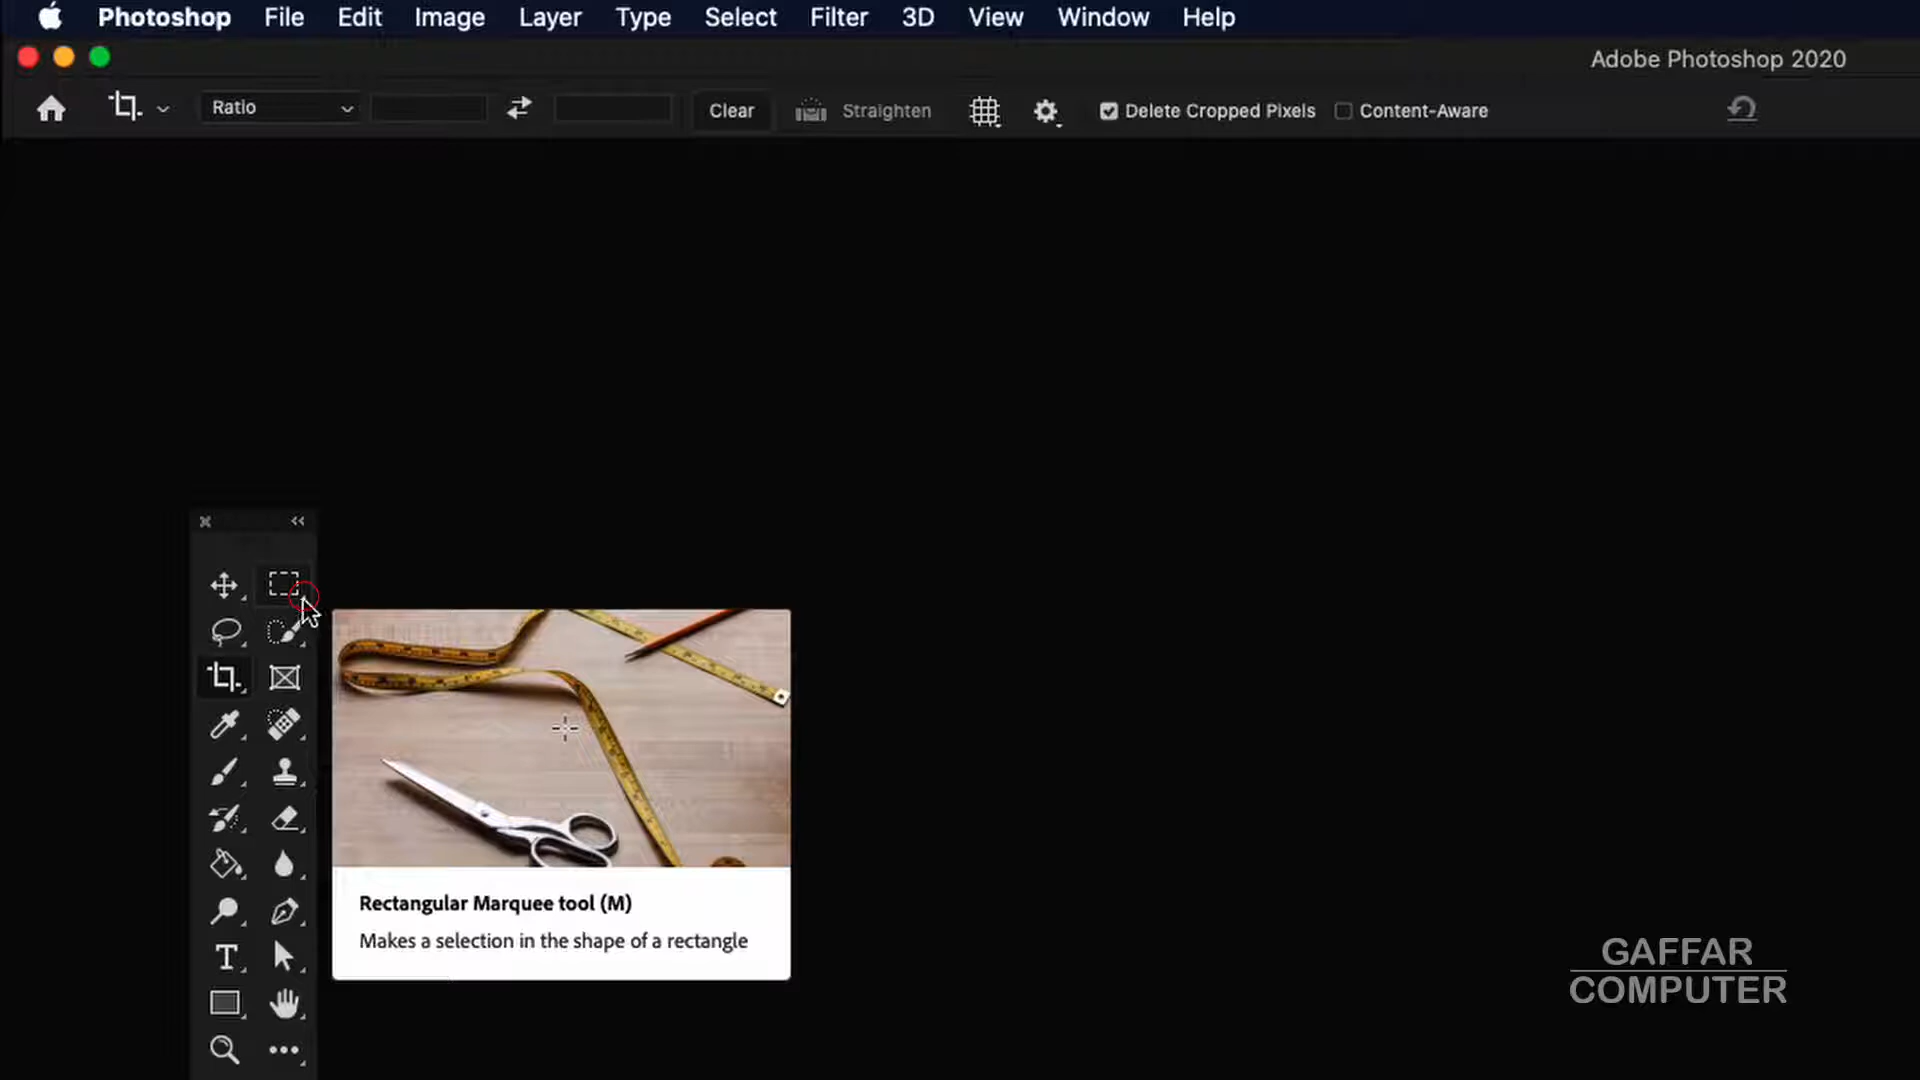 Photoshop File Edit Image Layer Type Select Filter 3D View Window Help
Adobe Photoshop 2020
Ratio Clear Straighten Delete Cropped Pixels Content-Aware
Rectangular Marquee tool (M)
Makes a selection in the shape of a rectangle
GAFFAR
COMPUTER